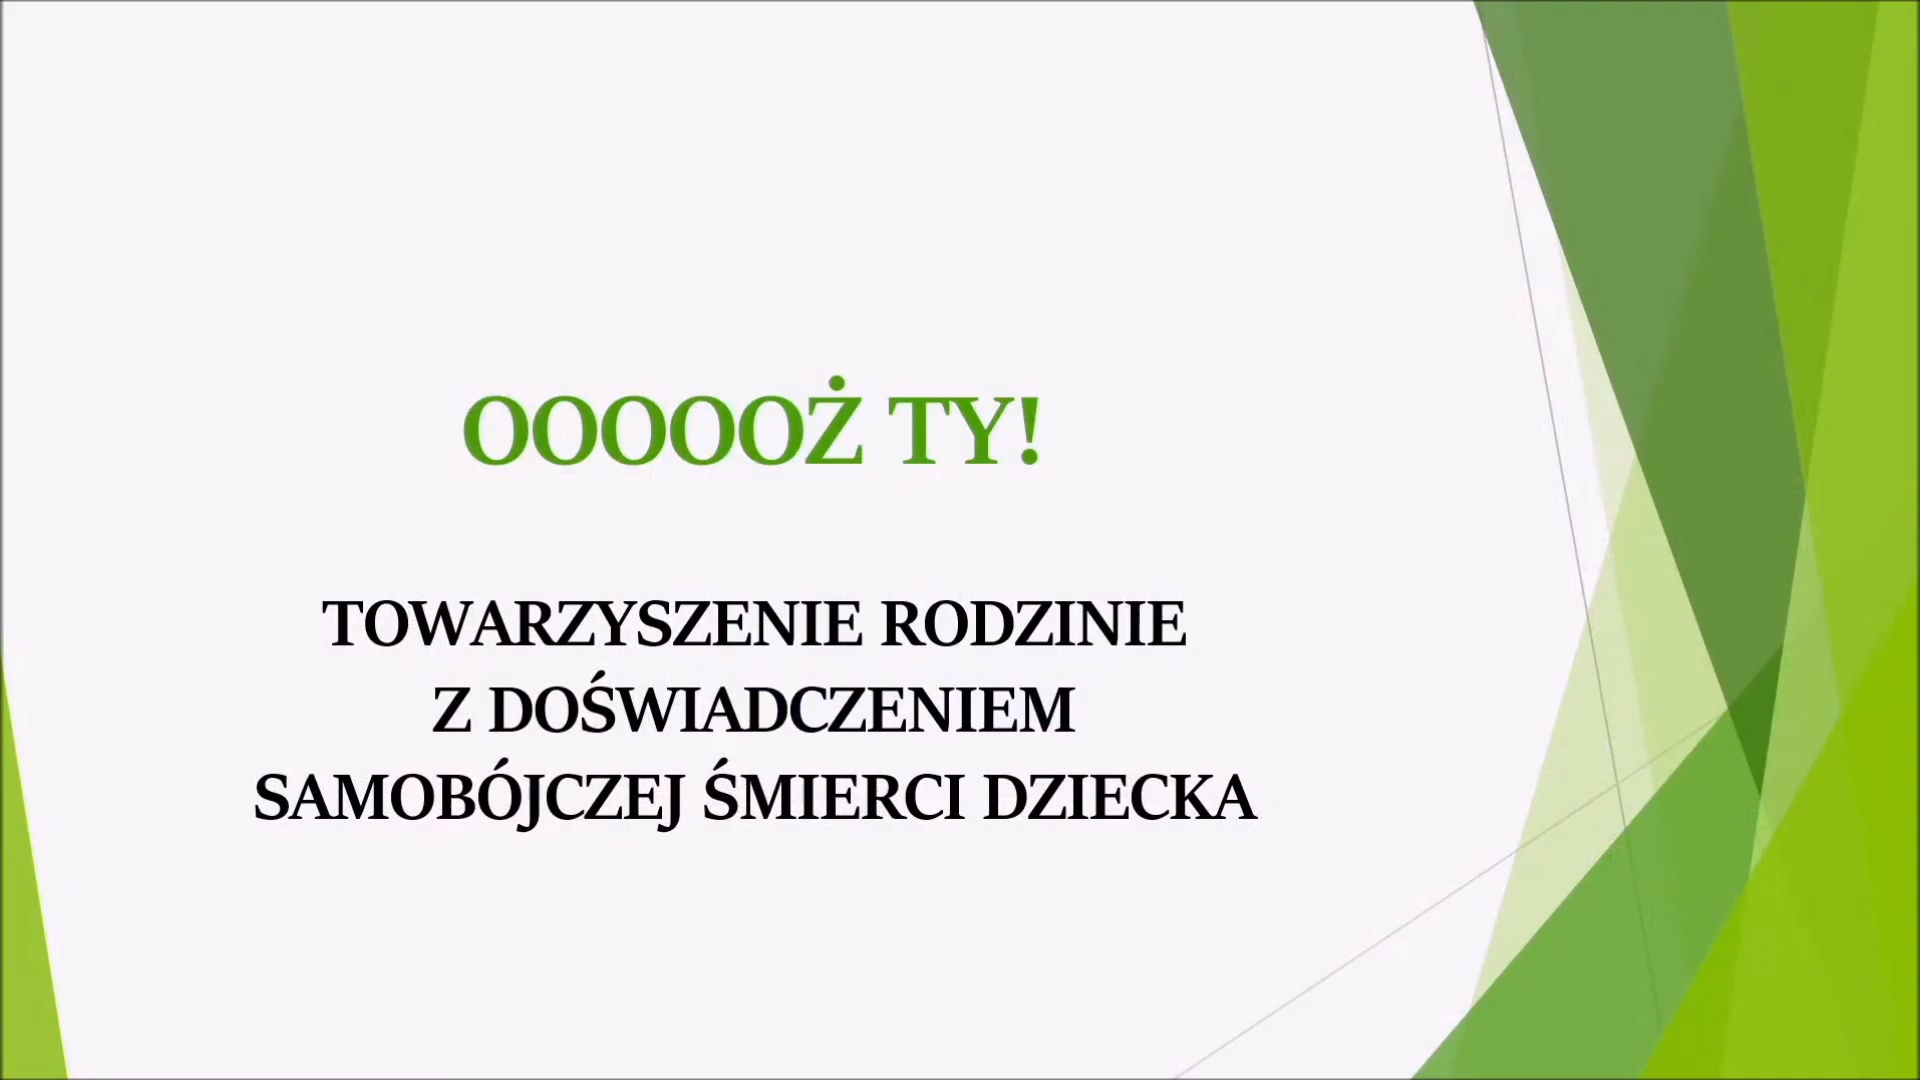 OOOOOŻ TY!
TOWARZYSZENIE RODZINIE
Z DOŚWIADCZENIEM
SAMOBÓJCZEJ ŚMIERCI DZIECKA